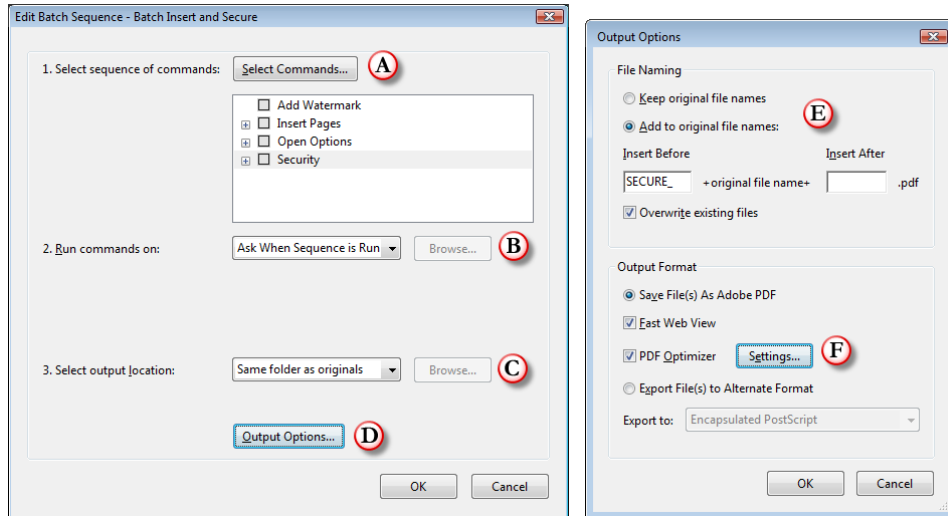 Edit Batch Sequence - Batch Insert and Secure
1. Select sequence of commands: Select Commands... A
Add Watermark
Insert Pages
Open Options
Security
2. Run commands on: Ask When Sequence is Run Browse... B
3. Select output location: Same folder as originals Browse... C
Output Options... D
OK Cancel
Output Options
File Naming
Keep original file names
Add to original file names: E
Insert Before Insert After
SECURE_ +original file name+ .pdf
Overwrite existing files
Output Format
Save File(s) As Adobe PDF
Fast Web View
PDF Optimizer Settings... F
Export File(s) to Alternate Format
Export to: Encapsulated PostScript
OK Cancel